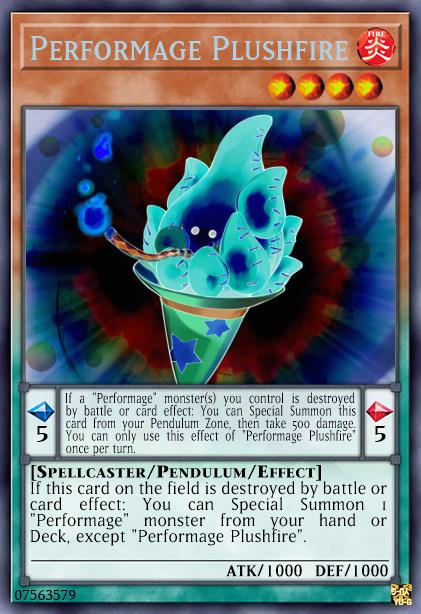 Performage Plushfire
FIRE
炎
If a "Performage" monster(s) you control is destroyed
by battle or card effect: You can Special Summon this
card from your Pendulum Zone, then take 500 damage.
You can only use this effect of "Performage Plushfire"
once per turn.
5
5
[Spellcaster/Pendulum/Effect]
If this card on the field is destroyed by battle or
card effect: You can Special Summon 1
"Performage" monster from your hand or
Deck, except "Performage Plushfire".
ATK/1000 DEF/1000
07563579